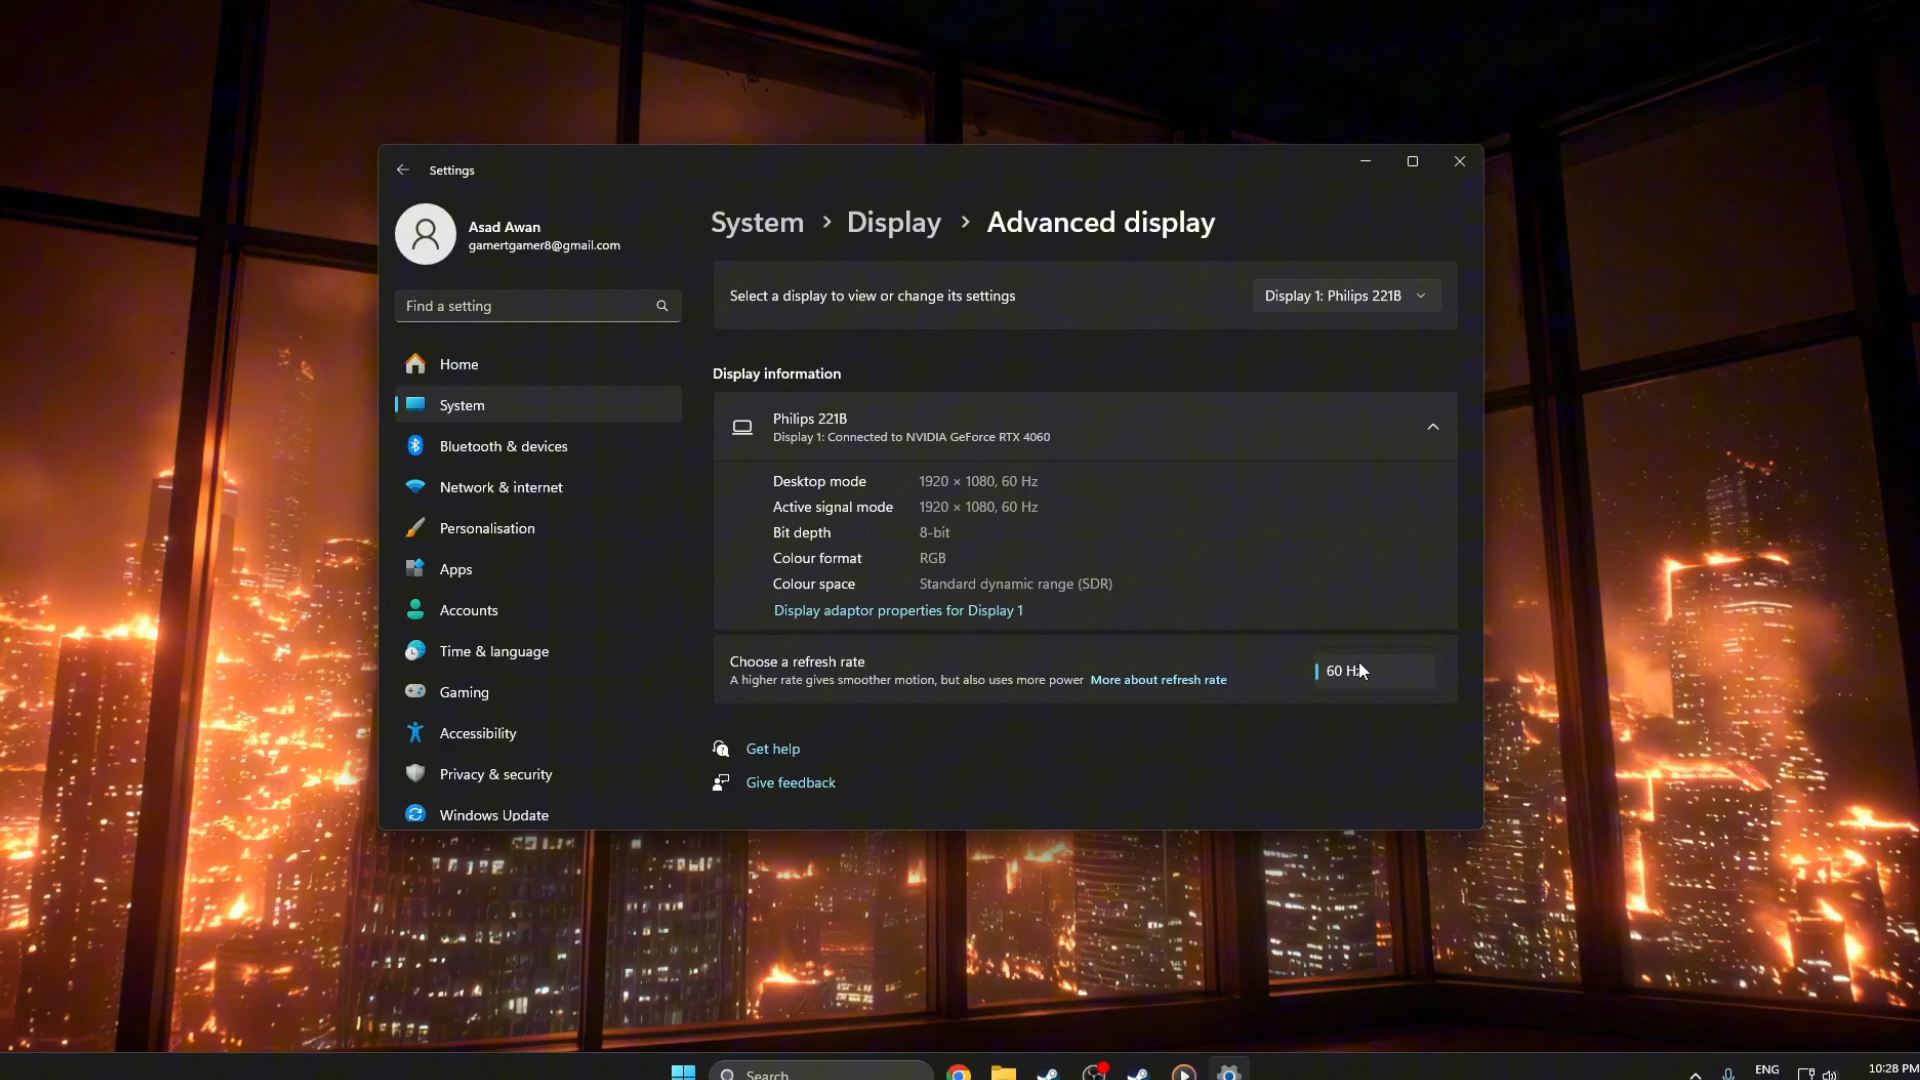 Settings
Asad Awan
gamertgamer8@gmail.com
Find a setting
Home
System
Bluetooth & devices
Network & internet
Personalisation
Apps
Accounts
Time & language
Gaming
Accessibility
Privacy & security
Windows Update
System > Display > Advanced display
Select a display to view or change its settings
Display 1: Philips 221B
Display information
Philips 221B
Display 1: Connected to NVIDIA GeForce RTX 4060
Desktop mode 1920 × 1080, 60 Hz
Active signal mode 1920 × 1080, 60 Hz
Bit depth 8-bit
Colour format RGB
Colour space Standard dynamic range (SDR)
Display adaptor properties for Display 1
Choose a refresh rate
A higher rate gives smoother motion, but also uses more power More about refresh rate
60 Hz
Get help
Give feedback
Search
ENG
10:28 PM